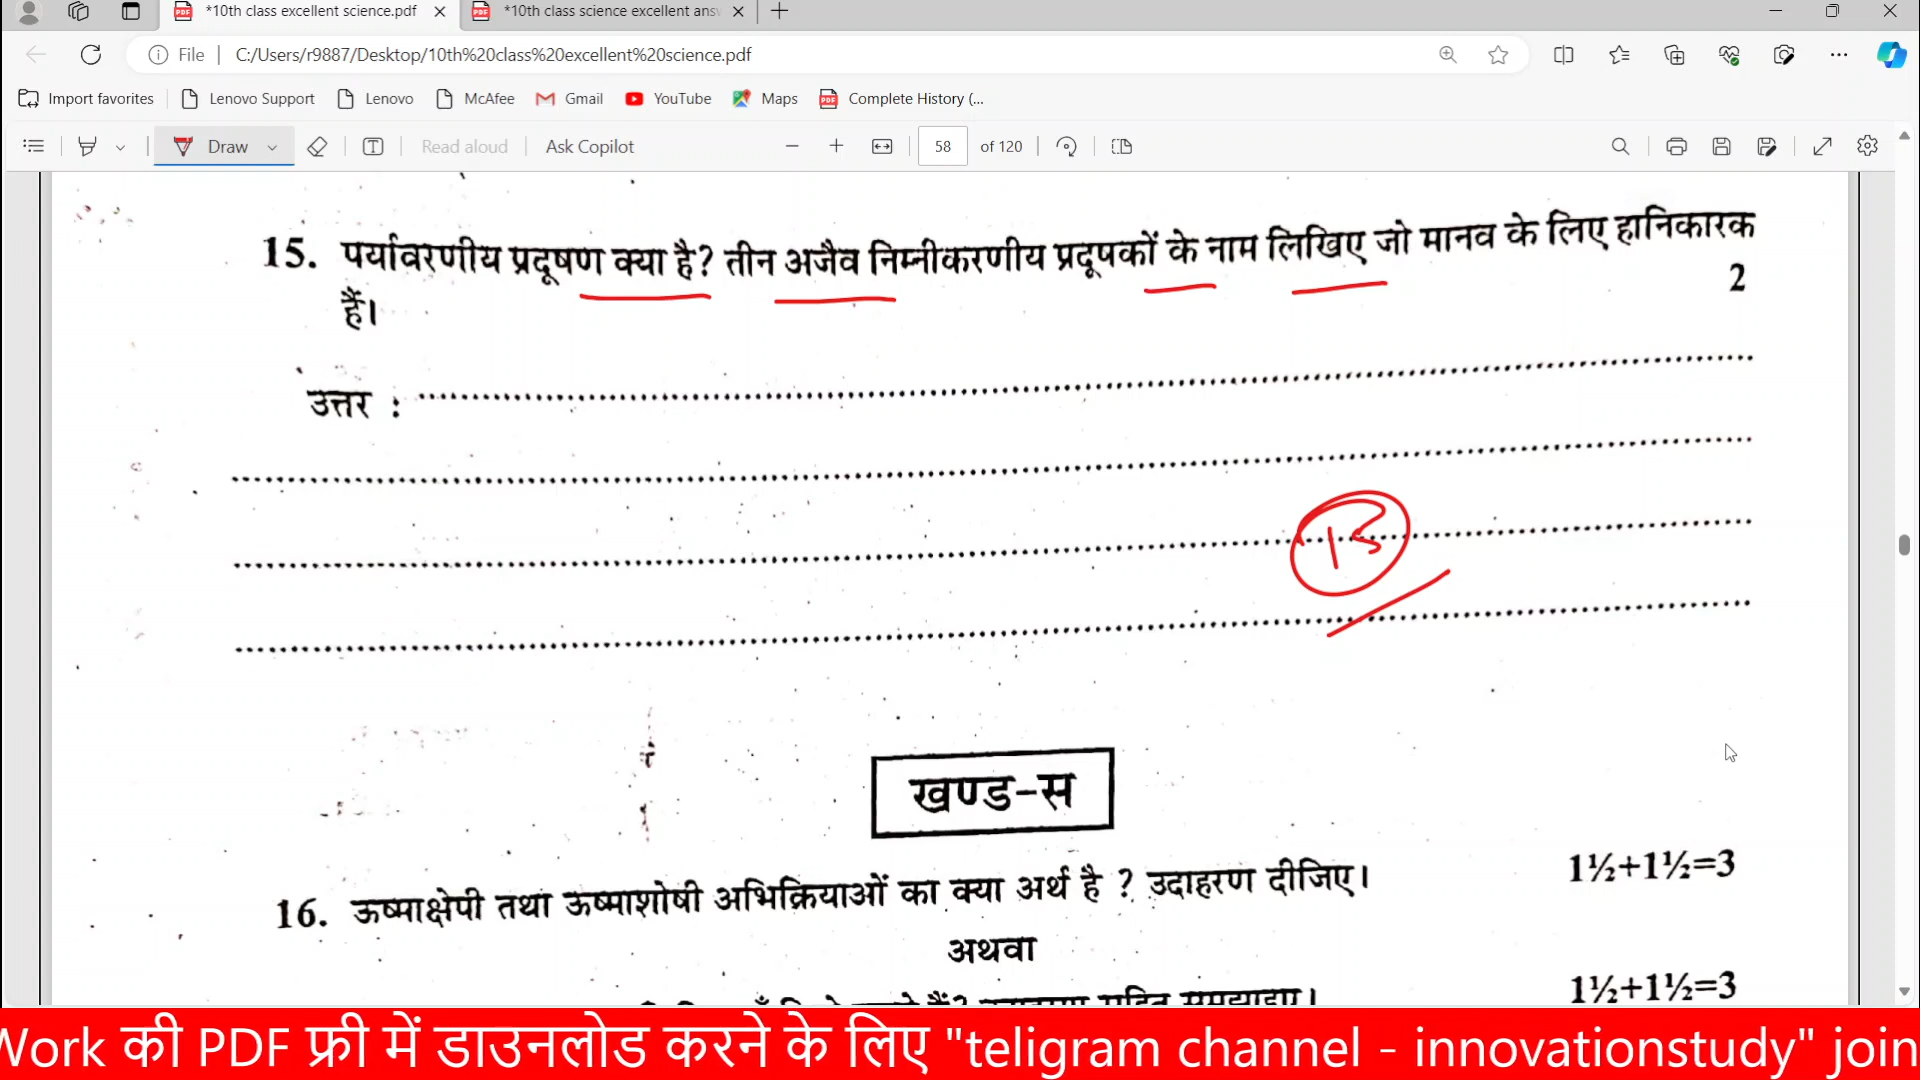 *10th class excellent science.pdf
*10th class science excellent ans
File
C:/Users/r9887/Desktop/10th%20class%20excellent%20science.pdf
Import favorites
Lenovo Support
Lenovo
McAfee
Gmail
YouTube
Maps
Complete History (...
Draw
Read aloud
Ask Copilot
58
of 120
15. पर्यावरणीय प्रदूषण क्या है? तीन अजैव निम्नीकरणीय प्रदूषकों के नाम लिखिए जो मानव के लिए हानिकारक
हैं।
2
उत्तर :
15
खण्ड-स
16. ऊष्माक्षेपी तथा ऊष्माशोषी अभिक्रियाओं का क्या अर्थ है ? उदाहरण दीजिए।
1½+1½=3
अथवा
1½+1½=3
Work की PDF फ्री में डाउनलोड करने के लिए "teligram channel - innovationstudy" join